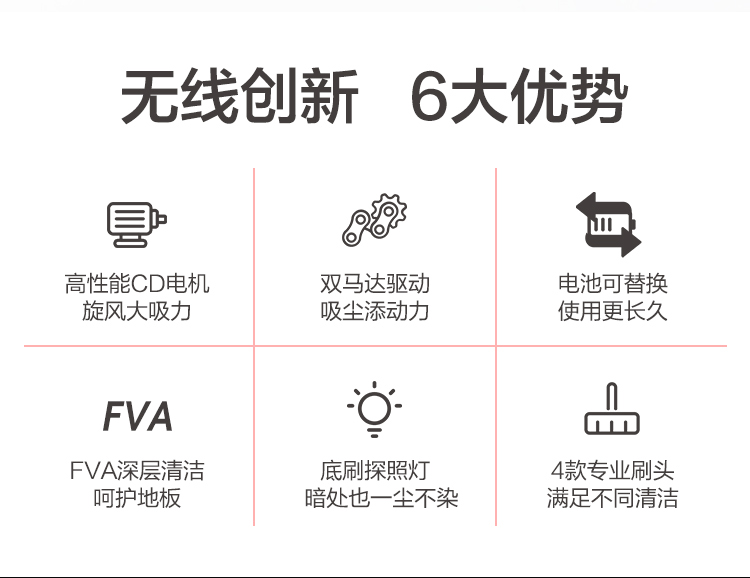 无线创新 6大优势
高性能CD电机
旋风大吸力
双马达驱动
吸尘添动力
电池可替换
使用更长久
FVA
FVA深层清洁
呵护地板
底刷探照灯
暗处也一尘不染
4款专业刷头
满足不同清洁